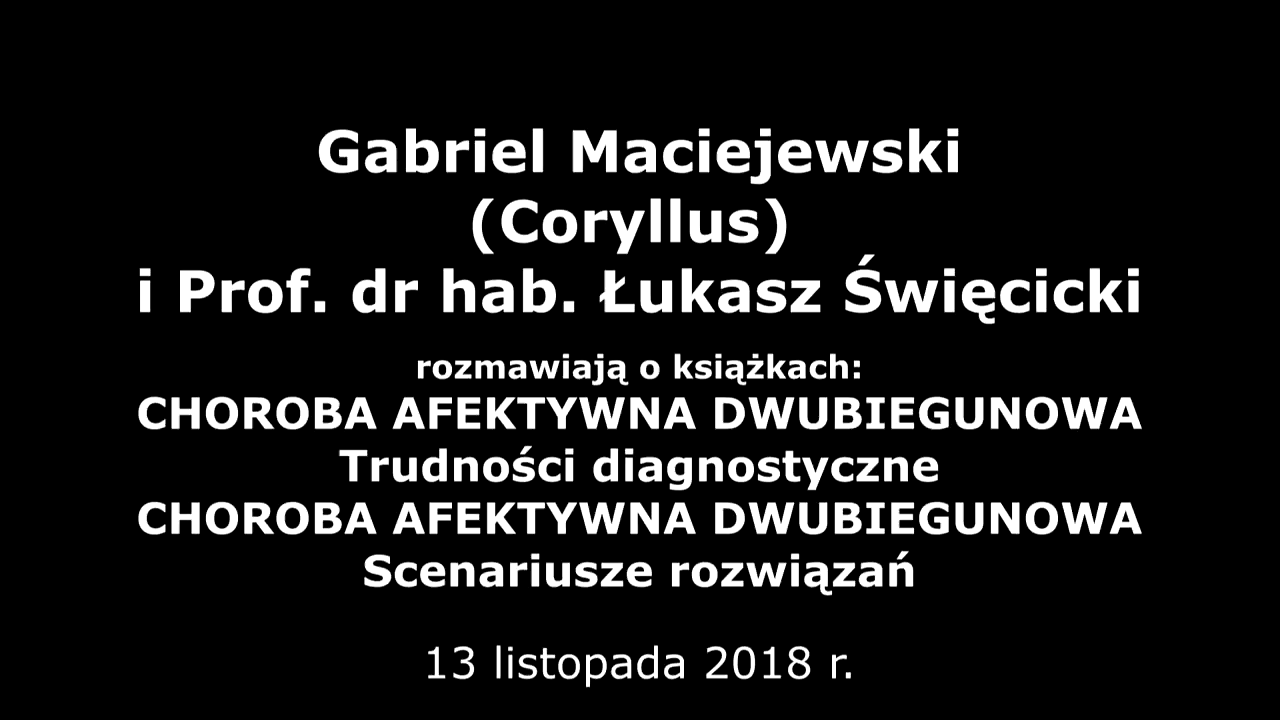 Gabriel Maciejewski
(Coryllus)
i Prof. dr hab. Łukasz Święcicki
rozmawiają o książkach:
CHOROBA AFEKTYWNA DWUBIEGUNOWA
Trudności diagnostyczne
CHOROBA AFEKTYWNA DWUBIEGUNOWA
Scenariusze rozwiązań
13 listopada 2018 r.